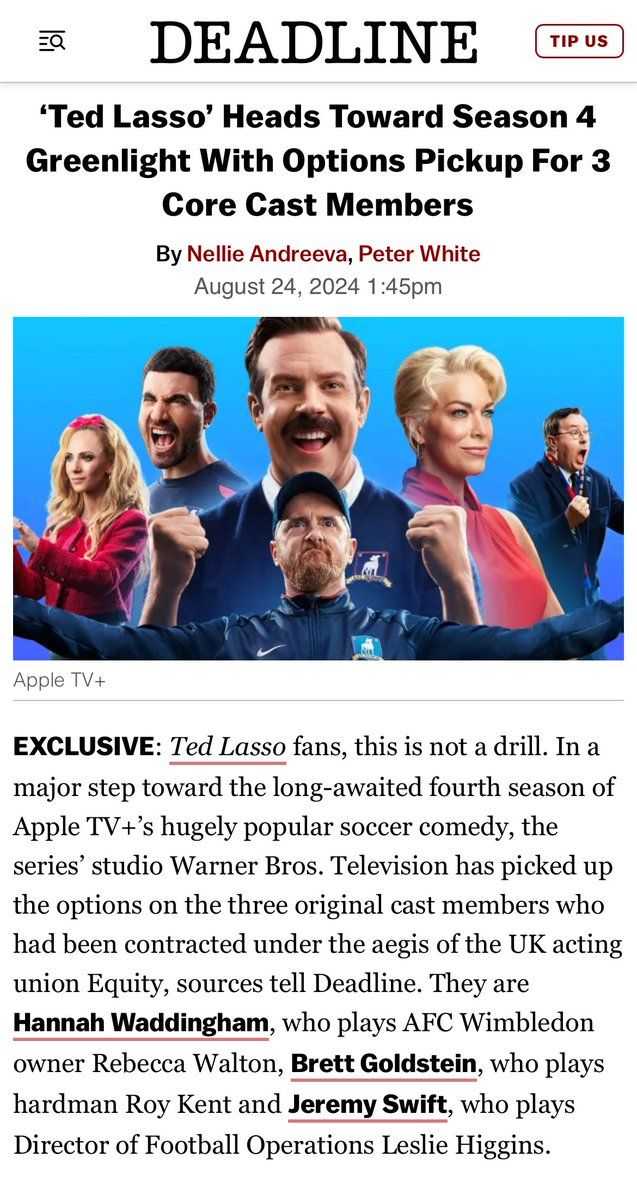 DEADLINE
TIP US
‘Ted Lasso’ Heads Toward Season 4
Greenlight With Options Pickup For 3
Core Cast Members
By Nellie Andreeva, Peter White
August 24, 2024 1:45pm
Apple TV+
EXCLUSIVE: Ted Lasso fans, this is not a drill. In a
major step toward the long-awaited fourth season of
Apple TV+’s hugely popular soccer comedy, the
series’ studio Warner Bros. Television has picked up
the options on the three original cast members who
had been contracted under the aegis of the UK acting
union Equity, sources tell Deadline. They are
Hannah Waddingham, who plays AFC Wimbledon
owner Rebecca Walton, Brett Goldstein, who plays
hardman Roy Kent and Jeremy Swift, who plays
Director of Football Operations Leslie Higgins.